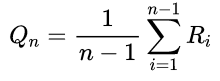 $Q_n = \frac{1}{n-1} \sum_{i=1}^{n-1} R_i$